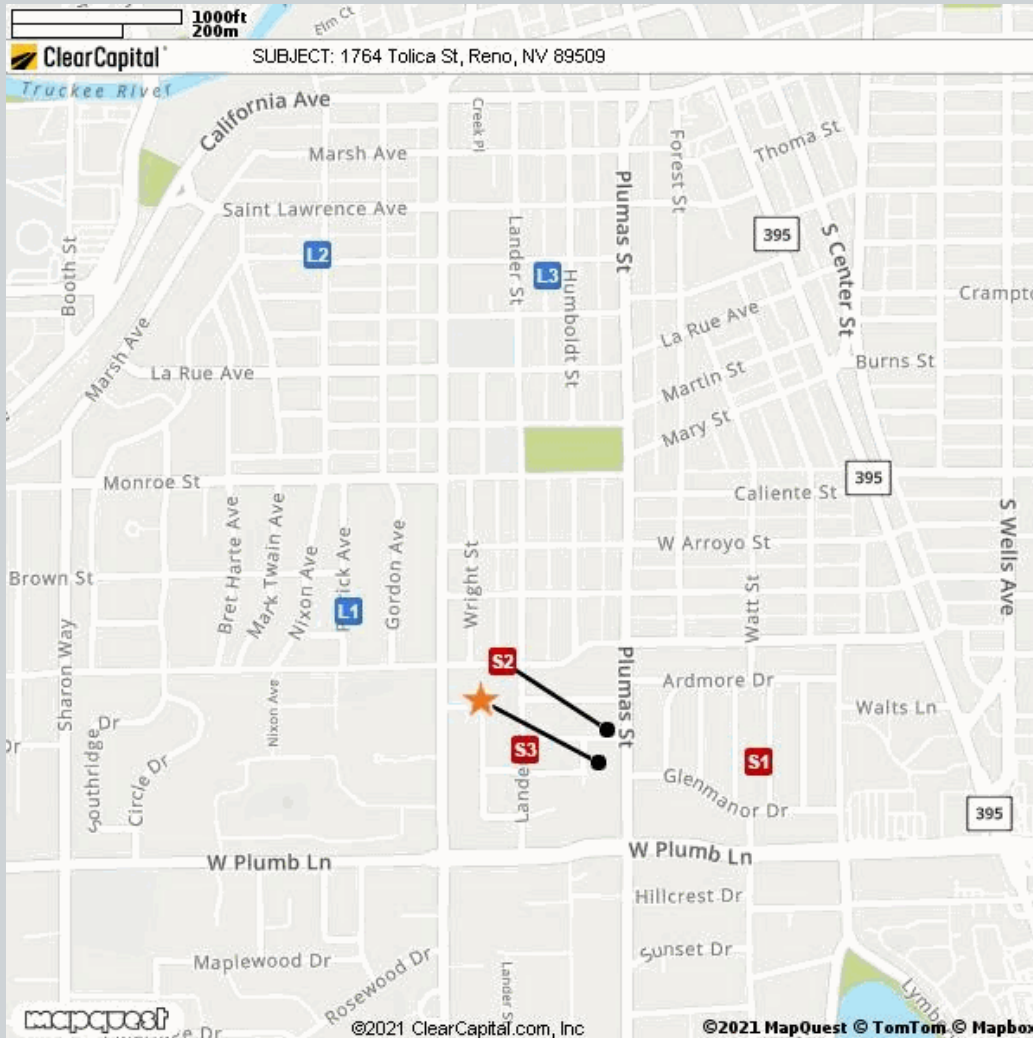 1000ft
200m
Elm Ct
ClearCapital
SUBJECT: 1764 Tolica St, Reno, NV 89509
Truckee River
California Ave
Creek Pl
Marsh Ave
Forest St
Thoma St
Saint Lawrence Ave
Plumas St
395
S Center St
L2
Lander St
L3
Humboldt St
Booth St
Crampto
La Rue Ave
Marsh Ave
La Rue Ave
Burns St
Martin St
Mary St
Monroe St
395
Caliente St
S Wells Ave
Bret Harte Ave
Mark Twain Ave
Nixon Ave
Gordon Ave
Wright St
W Arroyo St
Brown St
Watt St
L1
Sharon Way
S2
Plumas St
Ardmore Dr
Nixon Ave
Walts Ln
Southridge Dr
Circle Dr
S3
Lande
S1
Glenmanor Dr
395
W Plumb Ln
W Plumb Ln
Hillcrest Dr
Maplewood Dr
Rosewood Dr
Lander S
Sunset Dr
mapquest
©2021 ClearCapital.com, Inc
©2021 MapQuest © TomTom © Mapbox